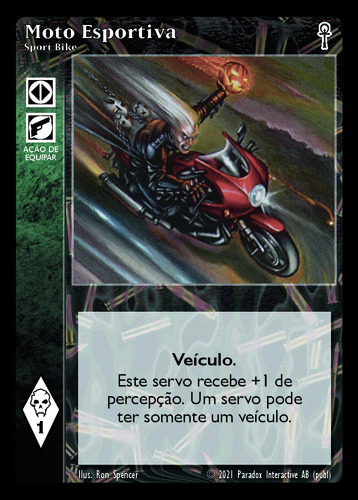 Moto Esportiva
Sport Bike
AÇÃO DE
EQUIPAR
Veículo.
Este servo recebe +1 de
percepção. Um servo pode
ter somente um veículo.
1
Ilus. Ron Spencer © 2021 Paradox Interactive AB (publ)